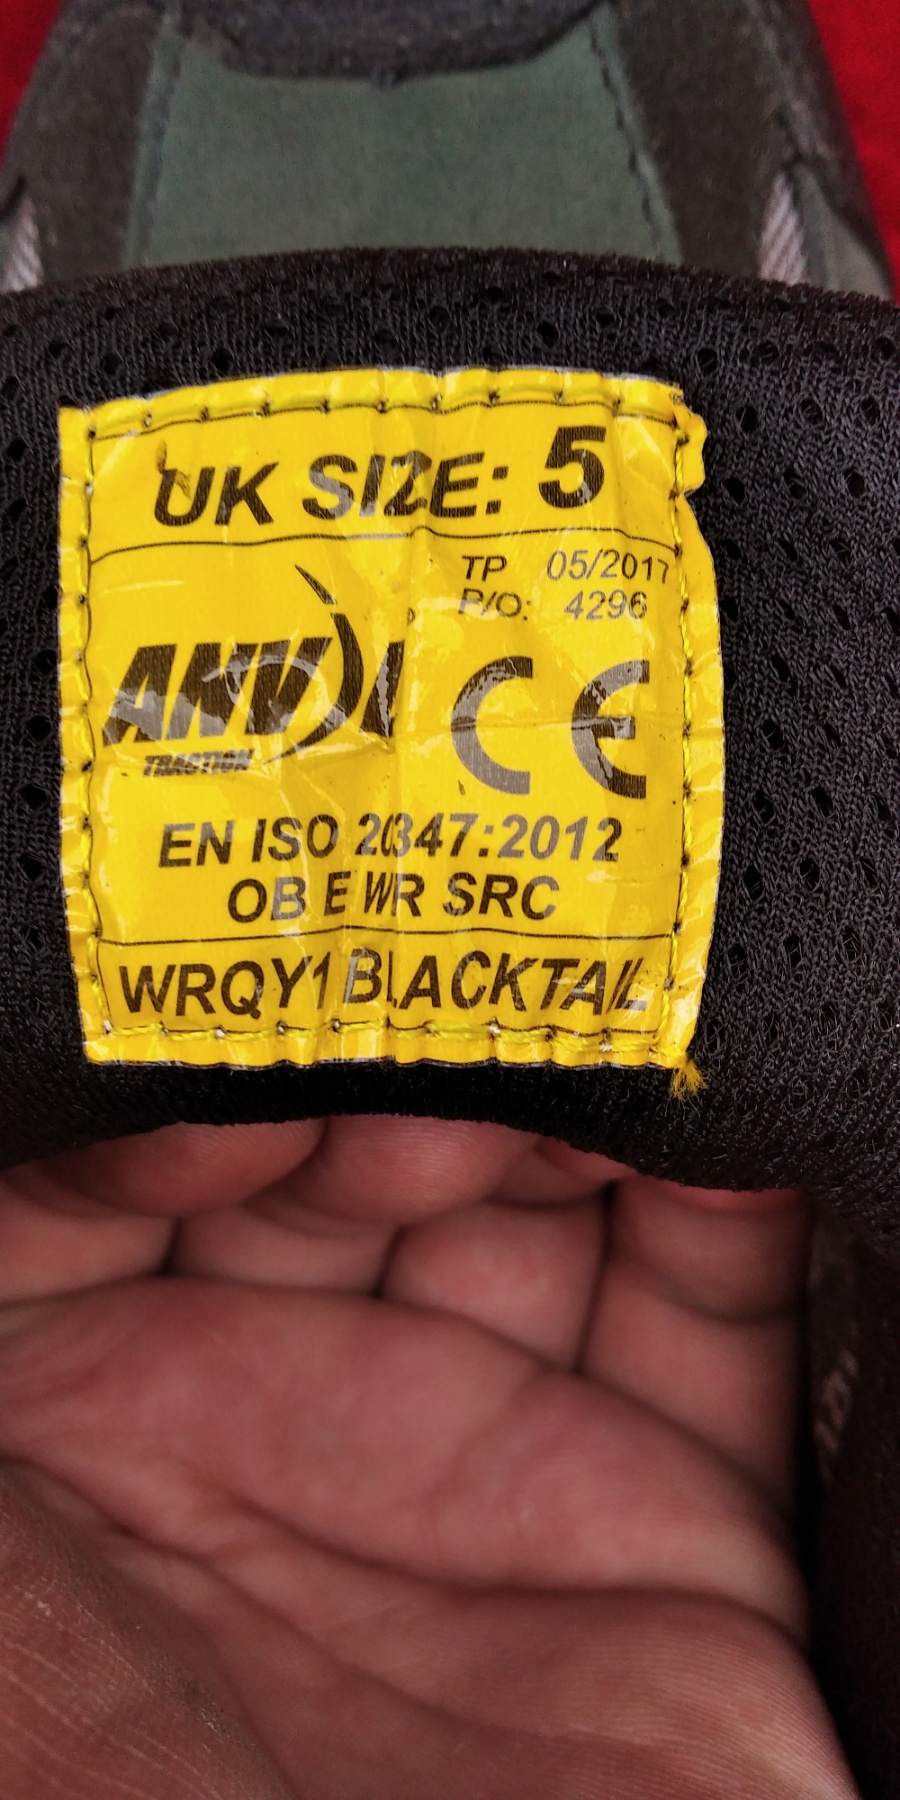 UK SIZE: 5
TP 05/2017
P/O: 4296
ANVIL®
TRACTION
CE
EN ISO 20347:2012
OB E WR SRC
WRQY1 BLACKTAIL